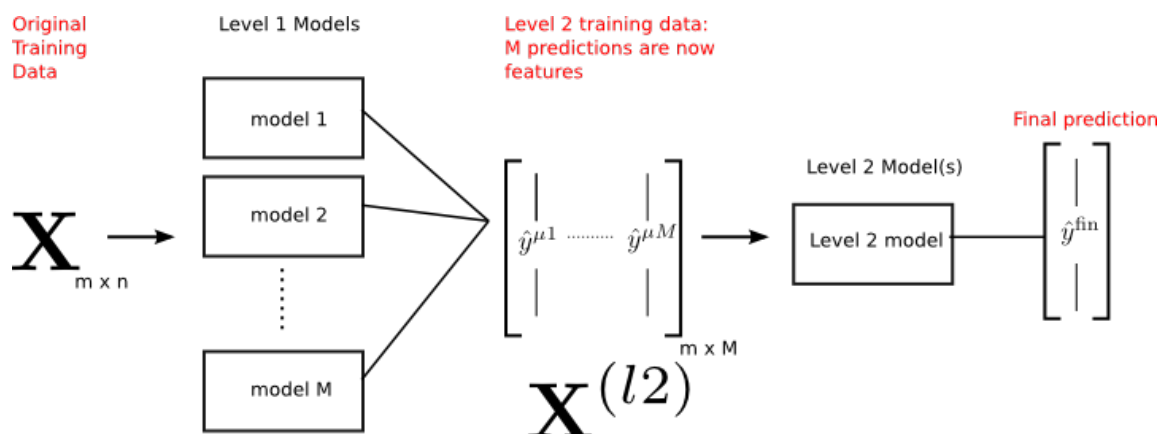 Original
Training
Data
Level 1 Models
model 1
model 2
model M
X
m x n
Level 2 training data:
M predictions are now
features
ŷ^{μ1} ......... ŷ^{μM}
m x M
X^{(l2)}
Level 2 Model(s)
Level 2 model
Final prediction
ŷ^{fin}